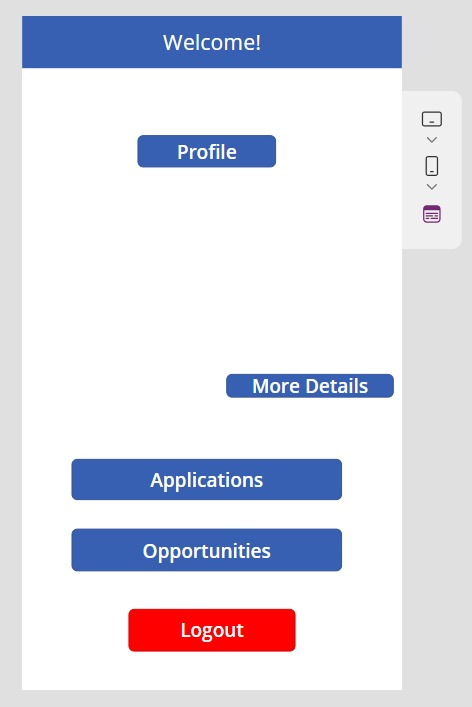 Welcome!
Profile
More Details
Applications
Opportunities
Logout